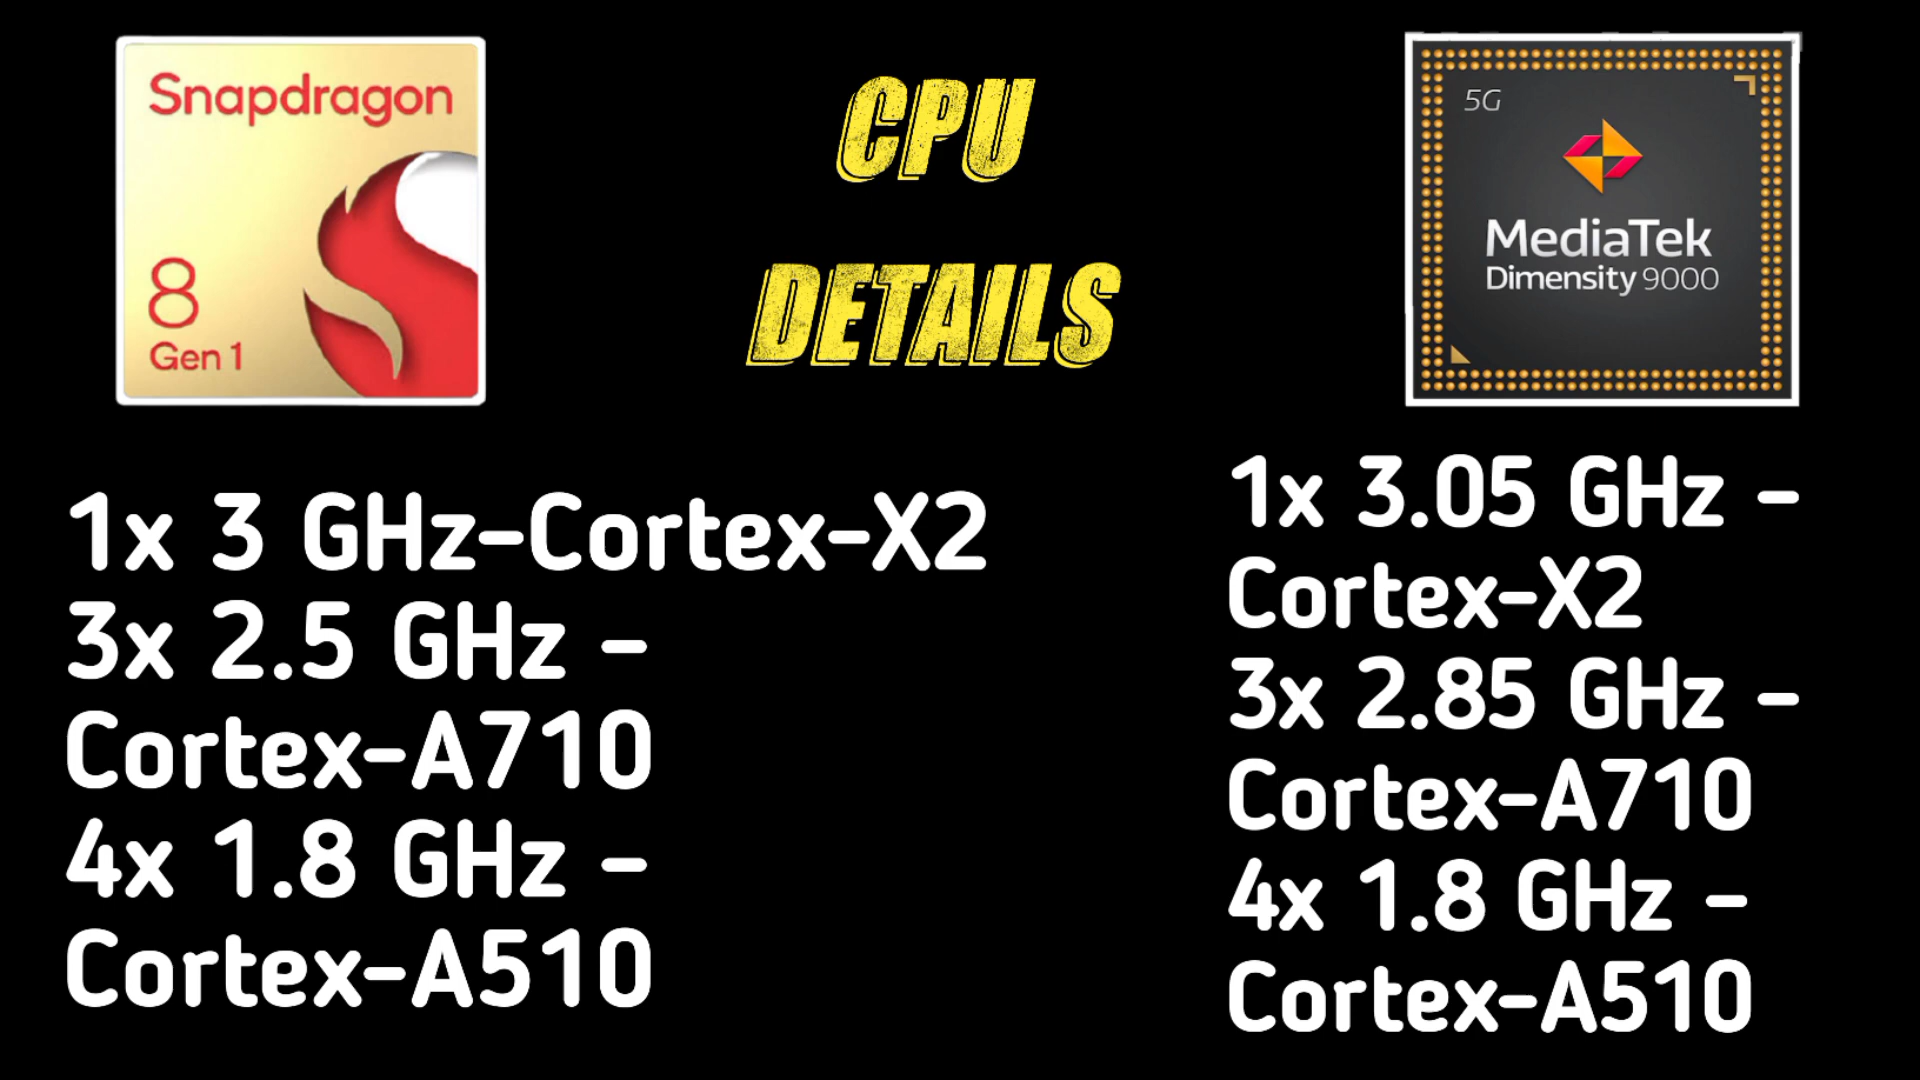 Snapdragon
8
Gen 1
CPU
DETAILS
5G
MediaTek
Dimensity 9000
1x 3 GHz-Cortex-X2
3x 2.5 GHz -
Cortex-A710
4x 1.8 GHz -
Cortex-A510
1x 3.05 GHz -
Cortex-X2
3x 2.85 GHz -
Cortex-A710
4x 1.8 GHz -
Cortex-A510